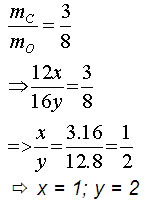 m_C/m_O = 3/8
⇒ 12x/16y = 3/8
=> x/y = 3.16/12.8 = 1/2
⇨ x = 1; y = 2